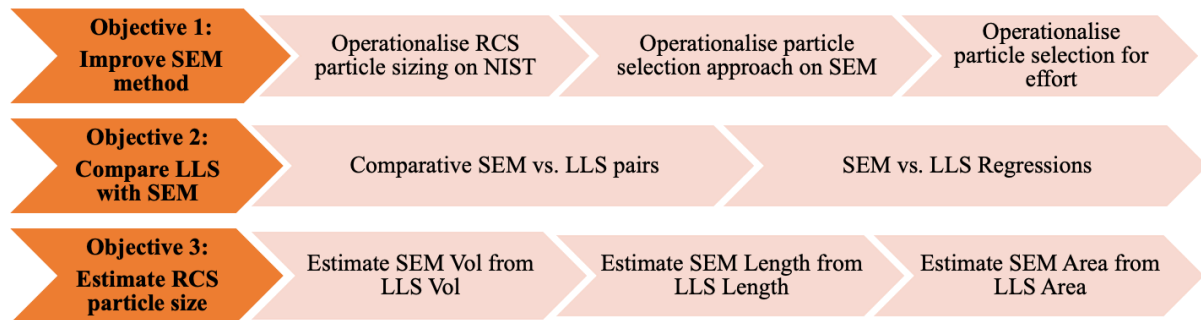 Objective 1:
Improve SEM
method
Operationalise RCS
particle sizing on NIST
Operationalise particle
selection approach on SEM
Operationalise
particle selection for
effort
Objective 2:
Compare LLS
with SEM
Comparative SEM vs. LLS pairs
SEM vs. LLS Regressions
Objective 3:
Estimate RCS
particle size
Estimate SEM Vol from
LLS Vol
Estimate SEM Length from
LLS Length
Estimate SEM Area from
LLS Area